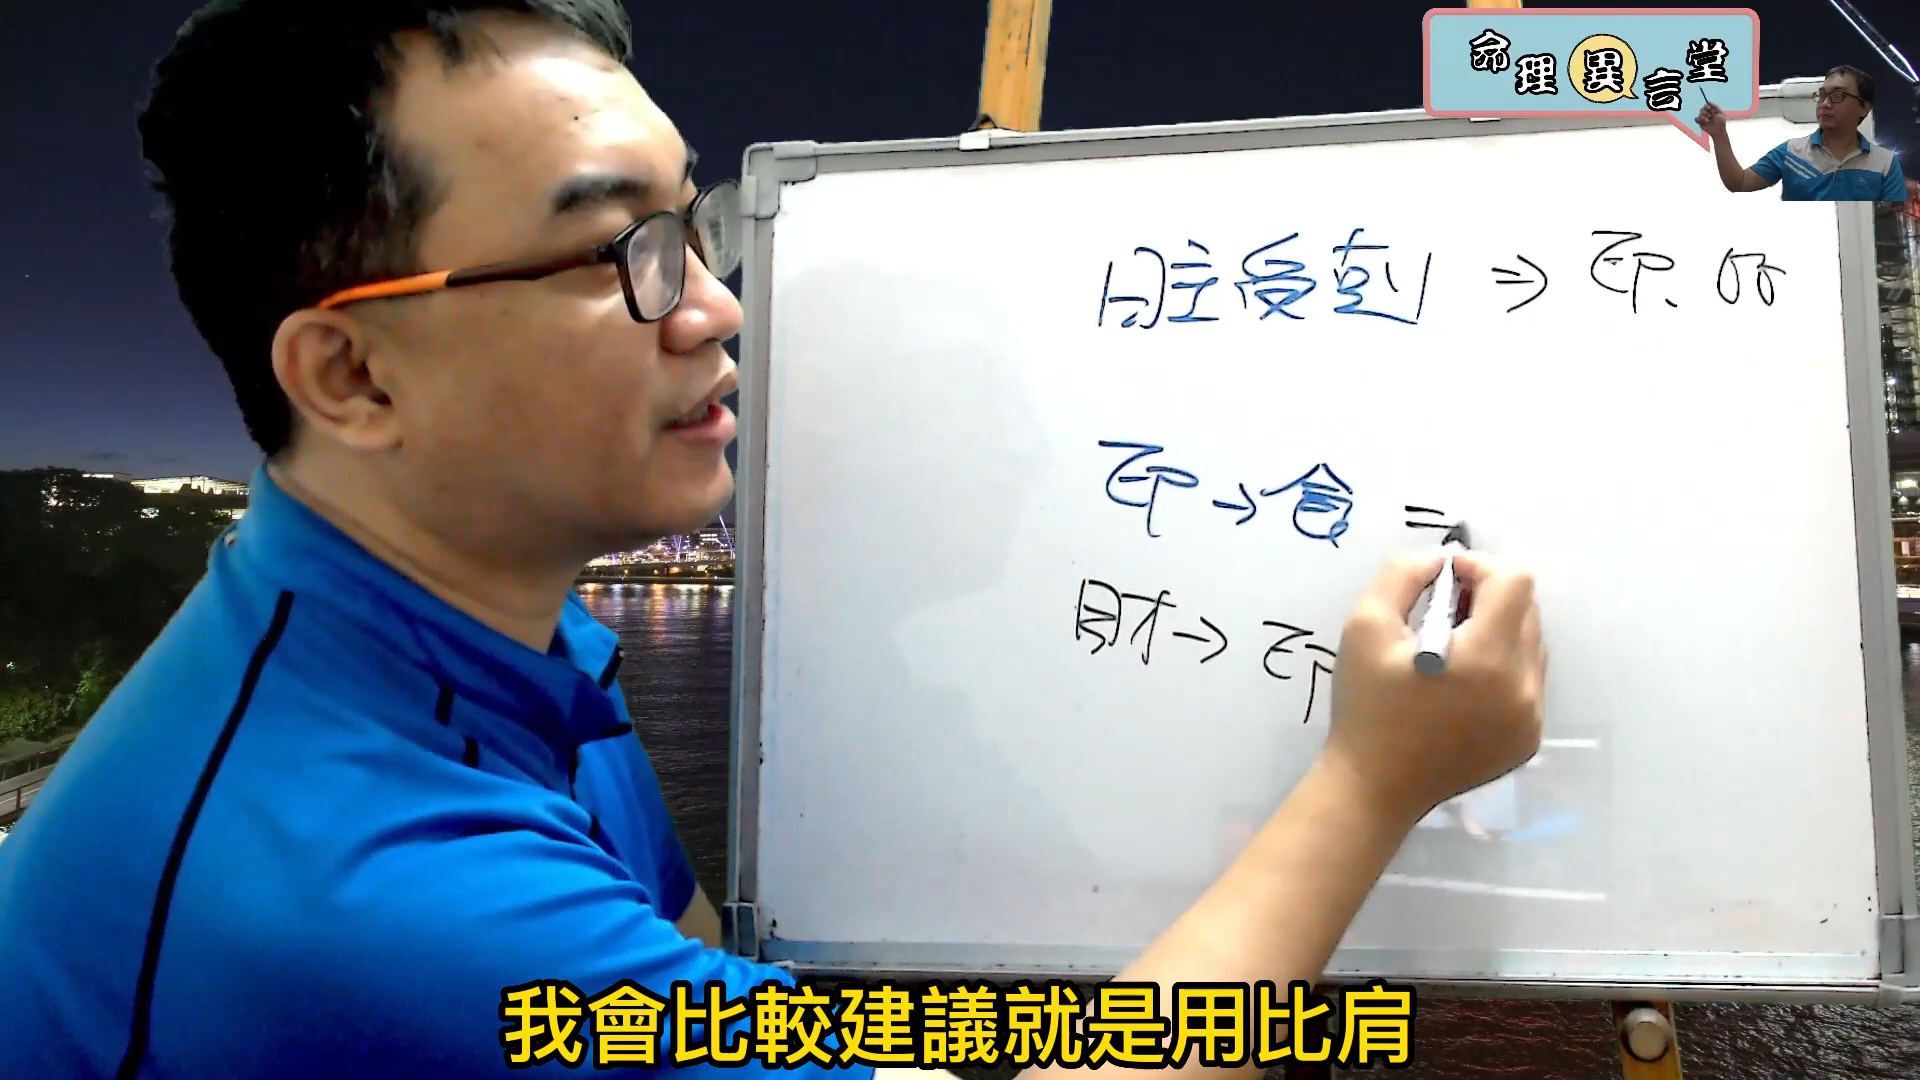 命理異言堂
日主受剋 ⇒ 印、比
印 → 食 =
財 → 印
我會比較建議就是用比肩